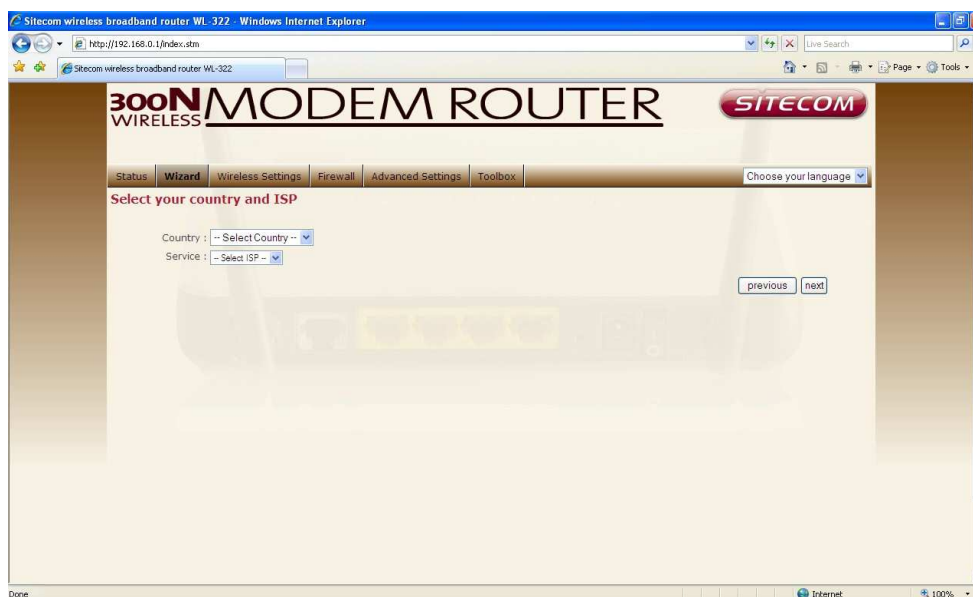 Sitecom wireless broadband router WL-322 - Windows Internet Explorer
http://192.168.0.1/index.stm
Live Search
Sitecom wireless broadband router WL-322
Page
Tools
300N WIRELESS MODEM ROUTER
SITECOM
Status Wizard Wireless Settings Firewall Advanced Settings Toolbox
Choose your language
Select your country and ISP
Country : -- Select Country --
Service : -- Select ISP --
previous next
Done
Internet
100%